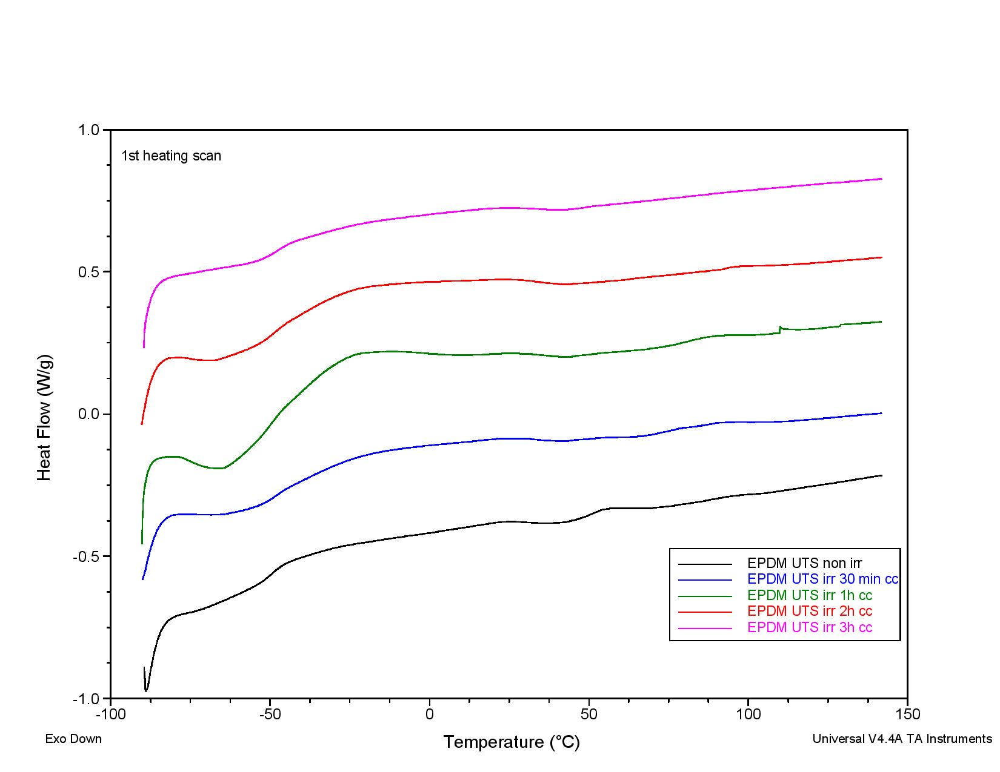 1.0
1st heating scan
0.5
0.0
-0.5
-1.0
Heat Flow (W/g)
EPDM UTS non irr
EPDM UTS irr 30 min cc
EPDM UTS irr 1h cc
EPDM UTS irr 2h cc
EPDM UTS irr 3h cc
-100 -50 0 50 100 150
Exo Down
Temperature (°C)
Universal V4.4A TA Instruments